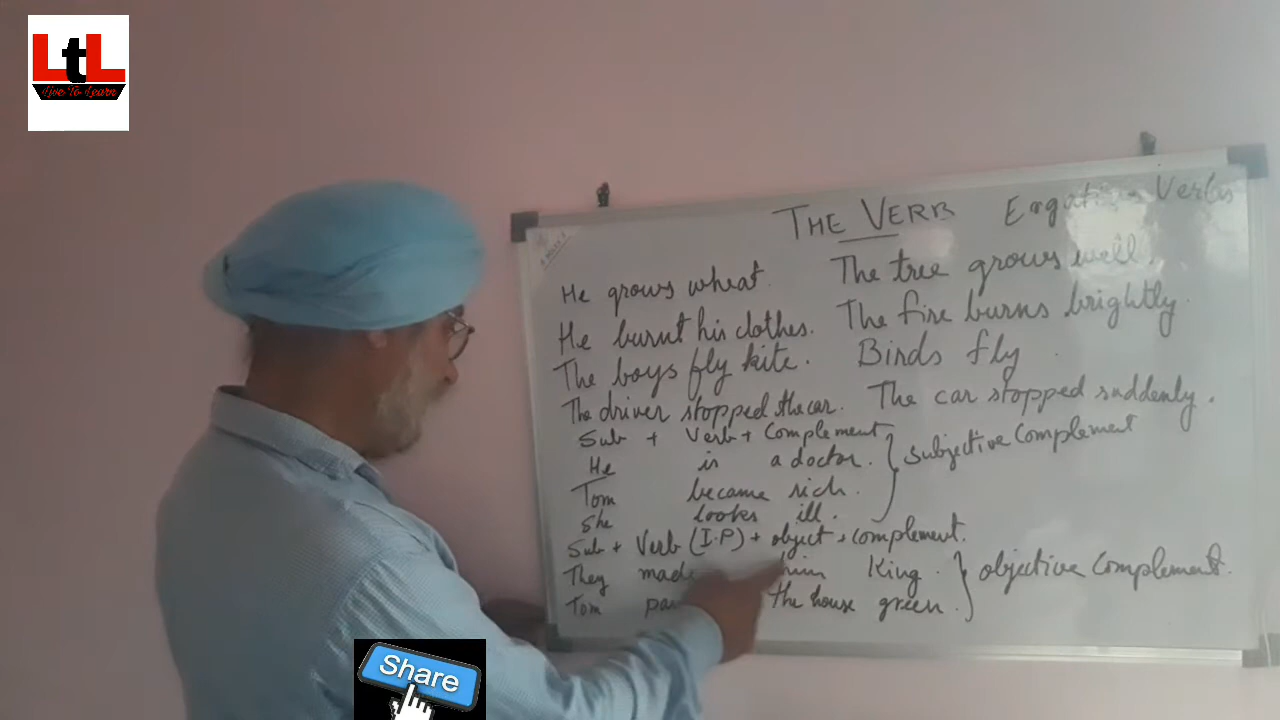 LtL
Live To Learn
THE VERB Verbs
He grows wheat. The tree grows well.
He burnt his clothes. The fire burns brightly.
The boys fly kite. Birds fly.
The driver stopped the car. The car stopped suddenly.
Sub + Verb + Complement
He is a doctor. } Subjective Complement
Tom became rich.
She looks ill.
Sub + Verb (I.P) + object + complement.
They made him King. } objective Complement.
Tom the house green.
Share